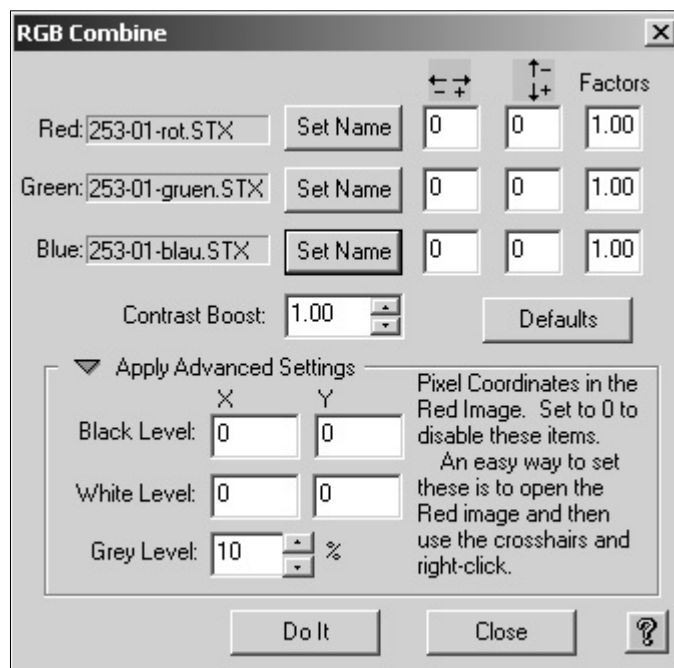 RGB Combine
← →
- +
↑-
↓+
Factors
Red: 253-01-rot.STX Set Name 0 0 1.00
Green: 253-01-gruen.STX Set Name 0 0 1.00
Blue: 253-01-blau.STX Set Name 0 0 1.00
Contrast Boost: 1.00 Defaults
Apply Advanced Settings
X Y
Black Level: 0 0
White Level: 0 0
Grey Level: 10 %
Pixel Coordinates in the
Red Image. Set to 0 to
disable these items.
An easy way to set
these is to open the
Red image and then
use the crosshairs and
right-click.
Do It Close ?